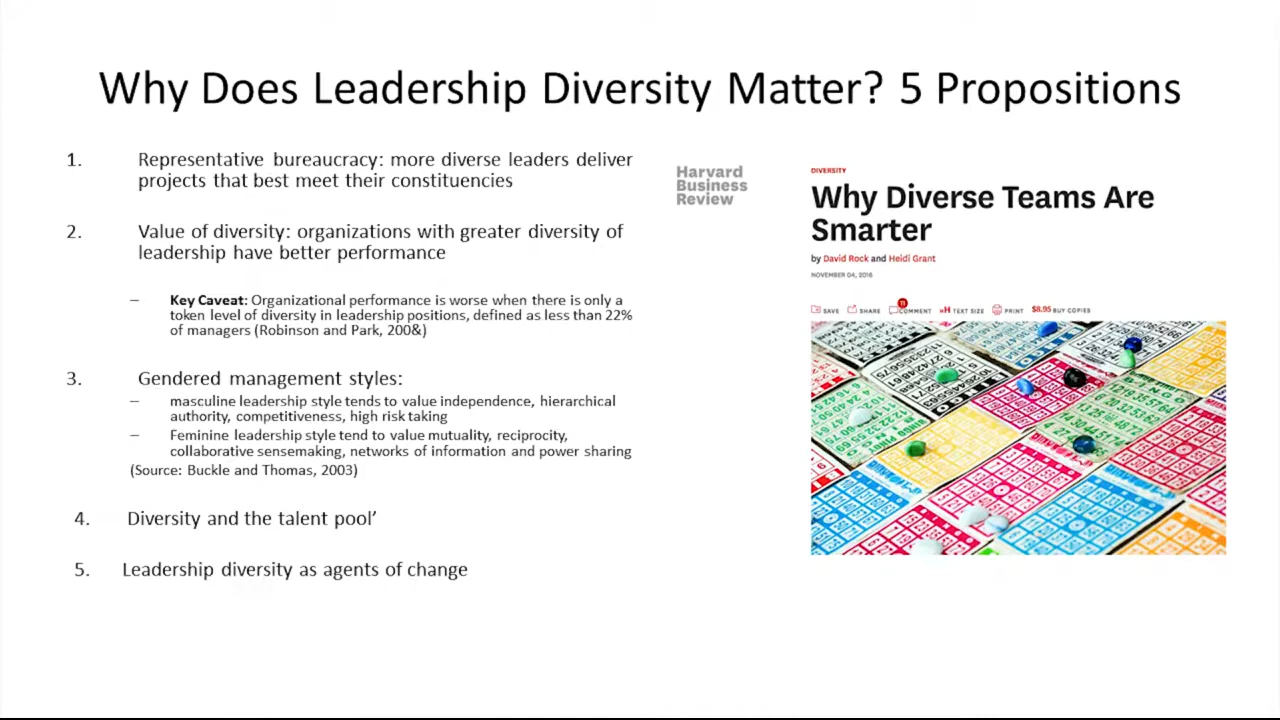 Why Does Leadership Diversity Matter? 5 Propositions
1. Representative bureaucracy: more diverse leaders deliver
projects that best meet their constituencies
2. Value of diversity: organizations with greater diversity of
leadership have better performance
– Key Caveat: Organizational performance is worse when there is only a
token level of diversity in leadership positions, defined as less than 22%
of managers (Robinson and Park, 200&)
3. Gendered management styles:
– masculine leadership style tends to value independence, hierarchical
authority, competitiveness, high risk taking
– Feminine leadership style tend to value mutuality, reciprocity,
collaborative sensemaking, networks of information and power sharing
(Source: Buckle and Thomas, 2003)
4. Diversity and the talent pool’
5. Leadership diversity as agents of change
Harvard
Business
Review
DIVERSITY
Why Diverse Teams Are
Smarter
by David Rock and Heidi Grant
NOVEMBER 04, 2016
SAVE SHARE 11 COMMENT HH TEXT SIZE PRINT $8.95 BUY COPIES